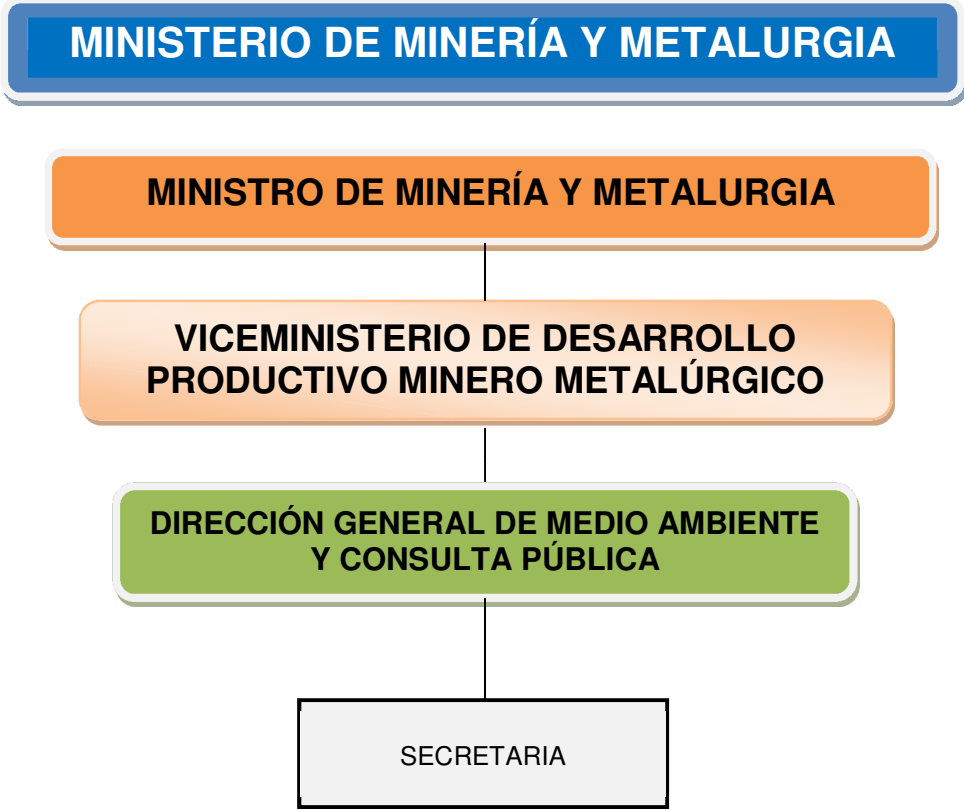 MINISTERIO DE MINERÍA Y METALURGIA
MINISTRO DE MINERÍA Y METALURGIA
VICEMINISTERIO DE DESARROLLO
PRODUCTIVO MINERO METALÚRGICO
DIRECCIÓN GENERAL DE MEDIO AMBIENTE
Y CONSULTA PÚBLICA
SECRETARIA